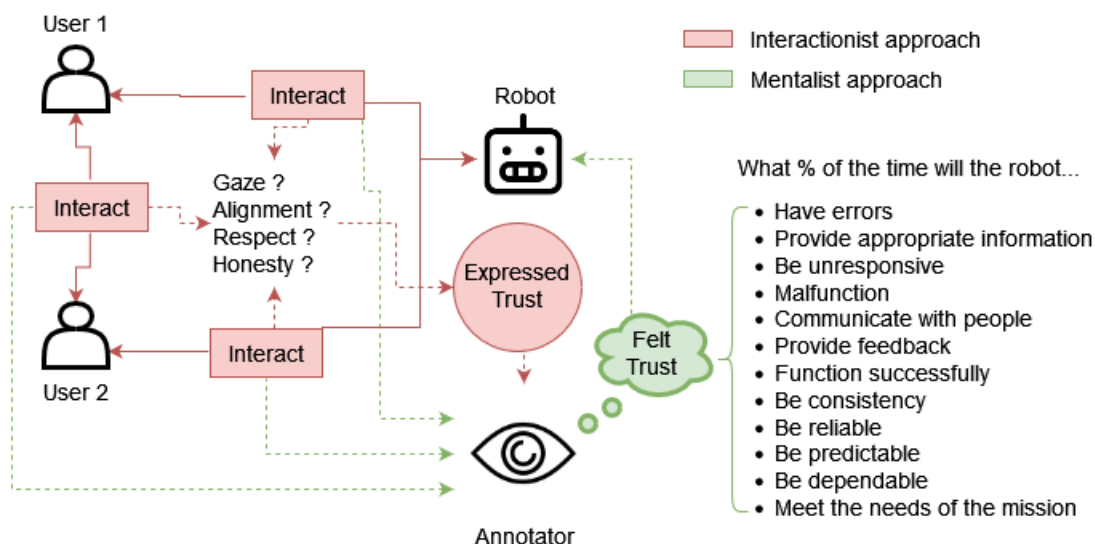 User 1
Interactionist approach
Mentalist approach
Interact
Robot
What % of the time will the robot...
Interact
Gaze ?
Alignment ?
Respect ?
Honesty ?
Expressed
Trust
Interact
User 2
Felt
Trust
Annotator
Have errors
Provide appropriate information
Be unresponsive
Malfunction
Communicate with people
Provide feedback
Function successfully
Be consistency
Be reliable
Be predictable
Be dependable
Meet the needs of the mission